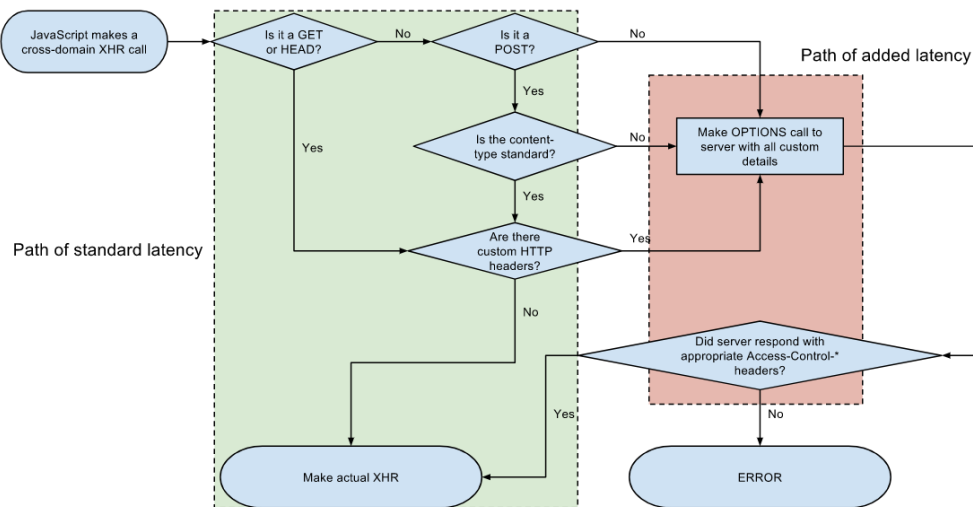 JavaScript makes a
cross-domain XHR call
Is it a GET
or HEAD?
No
Is it a
POST?
No
Path of added latency
Yes
Make OPTIONS call to
server with all custom
details
Is the content-
type standard?
No
Yes
Yes
Path of standard latency
Are there
custom HTTP
headers?
Yes
No
Did server respond with
appropriate Access-Control-*
headers?
Yes
No
Make actual XHR
ERROR